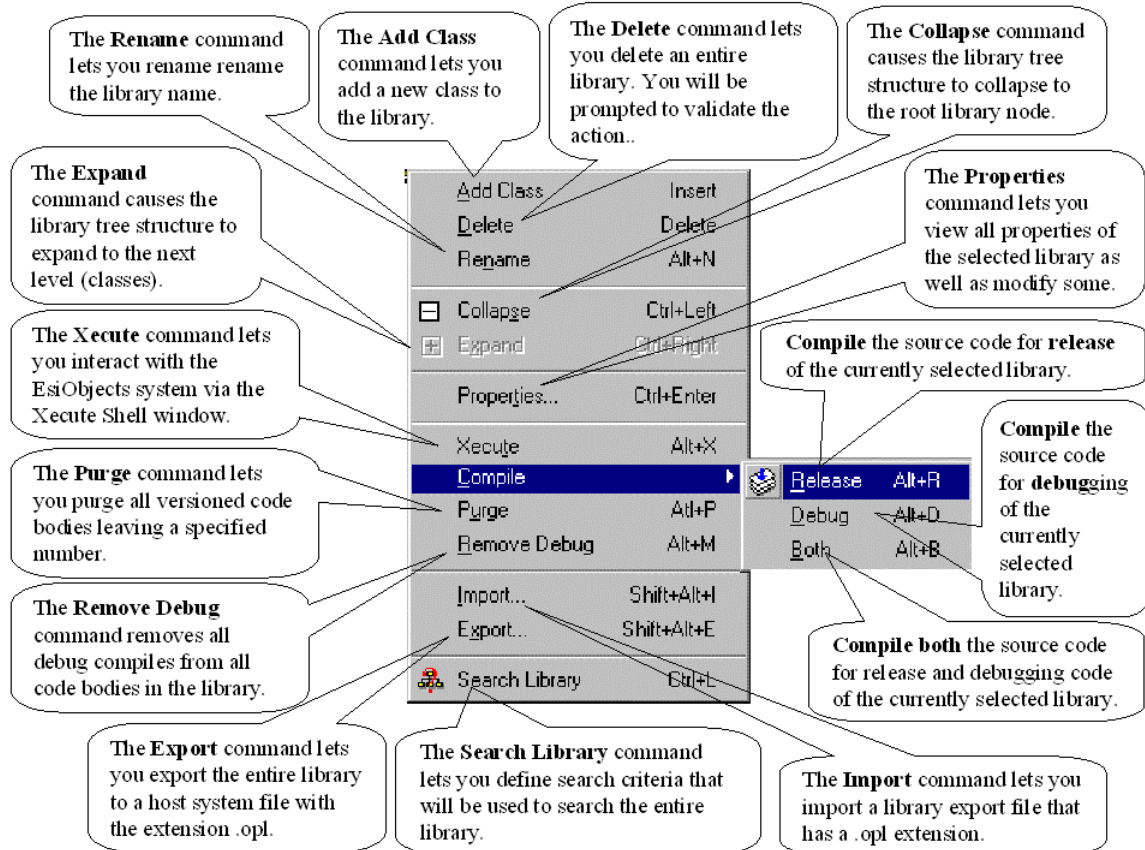 The Rename command
lets you rename rename
the library name.
The Add Class
command lets you
add a new class to
the library.
The Delete command lets
you delete an entire
library. You will be
prompted to validate the
action..
The Collapse command
causes the library tree
structure to collapse to
the root library node.
The Expand
command causes the
library tree structure to
expand to the next
level (classes).
The Properties
command lets you
view all properties of
the selected library as
well as modify some.
The Xecute command lets
you interact with the
EsiObjects system via the
Xecute Shell window.
The Purge command lets
you purge all versioned code
bodies leaving a specified
number.
The Remove Debug
command removes all
debug compiles from all
code bodies in the library.
Add Class Insert
Delete Delete
Rename Alt+N
Collapse Ctrl+Left
Expand Ctrl+Right
Properties... Ctrl+Enter
Xecute Alt+X
Compile
Purge Atl+P
Remove Debug Alt+M
Import... Shift+Alt+I
Export... Shift+Alt+E
Search Library Ctrl+L
Release Alt+R
Debug Alt+D
Both Alt+B
Compile the source code for release
of the currently selected library.
Compile the
source code
for debugging
of the
currently
selected
library.
Compile both the source code
for release and debugging code
of the currently selected library.
The Export command lets
you export the entire library
to a host system file with
the extension .opl.
The Search Library command
lets you define search criteria that
will be used to search the entire
library.
The Import command lets you
import a library export file that
has a .opl extension.